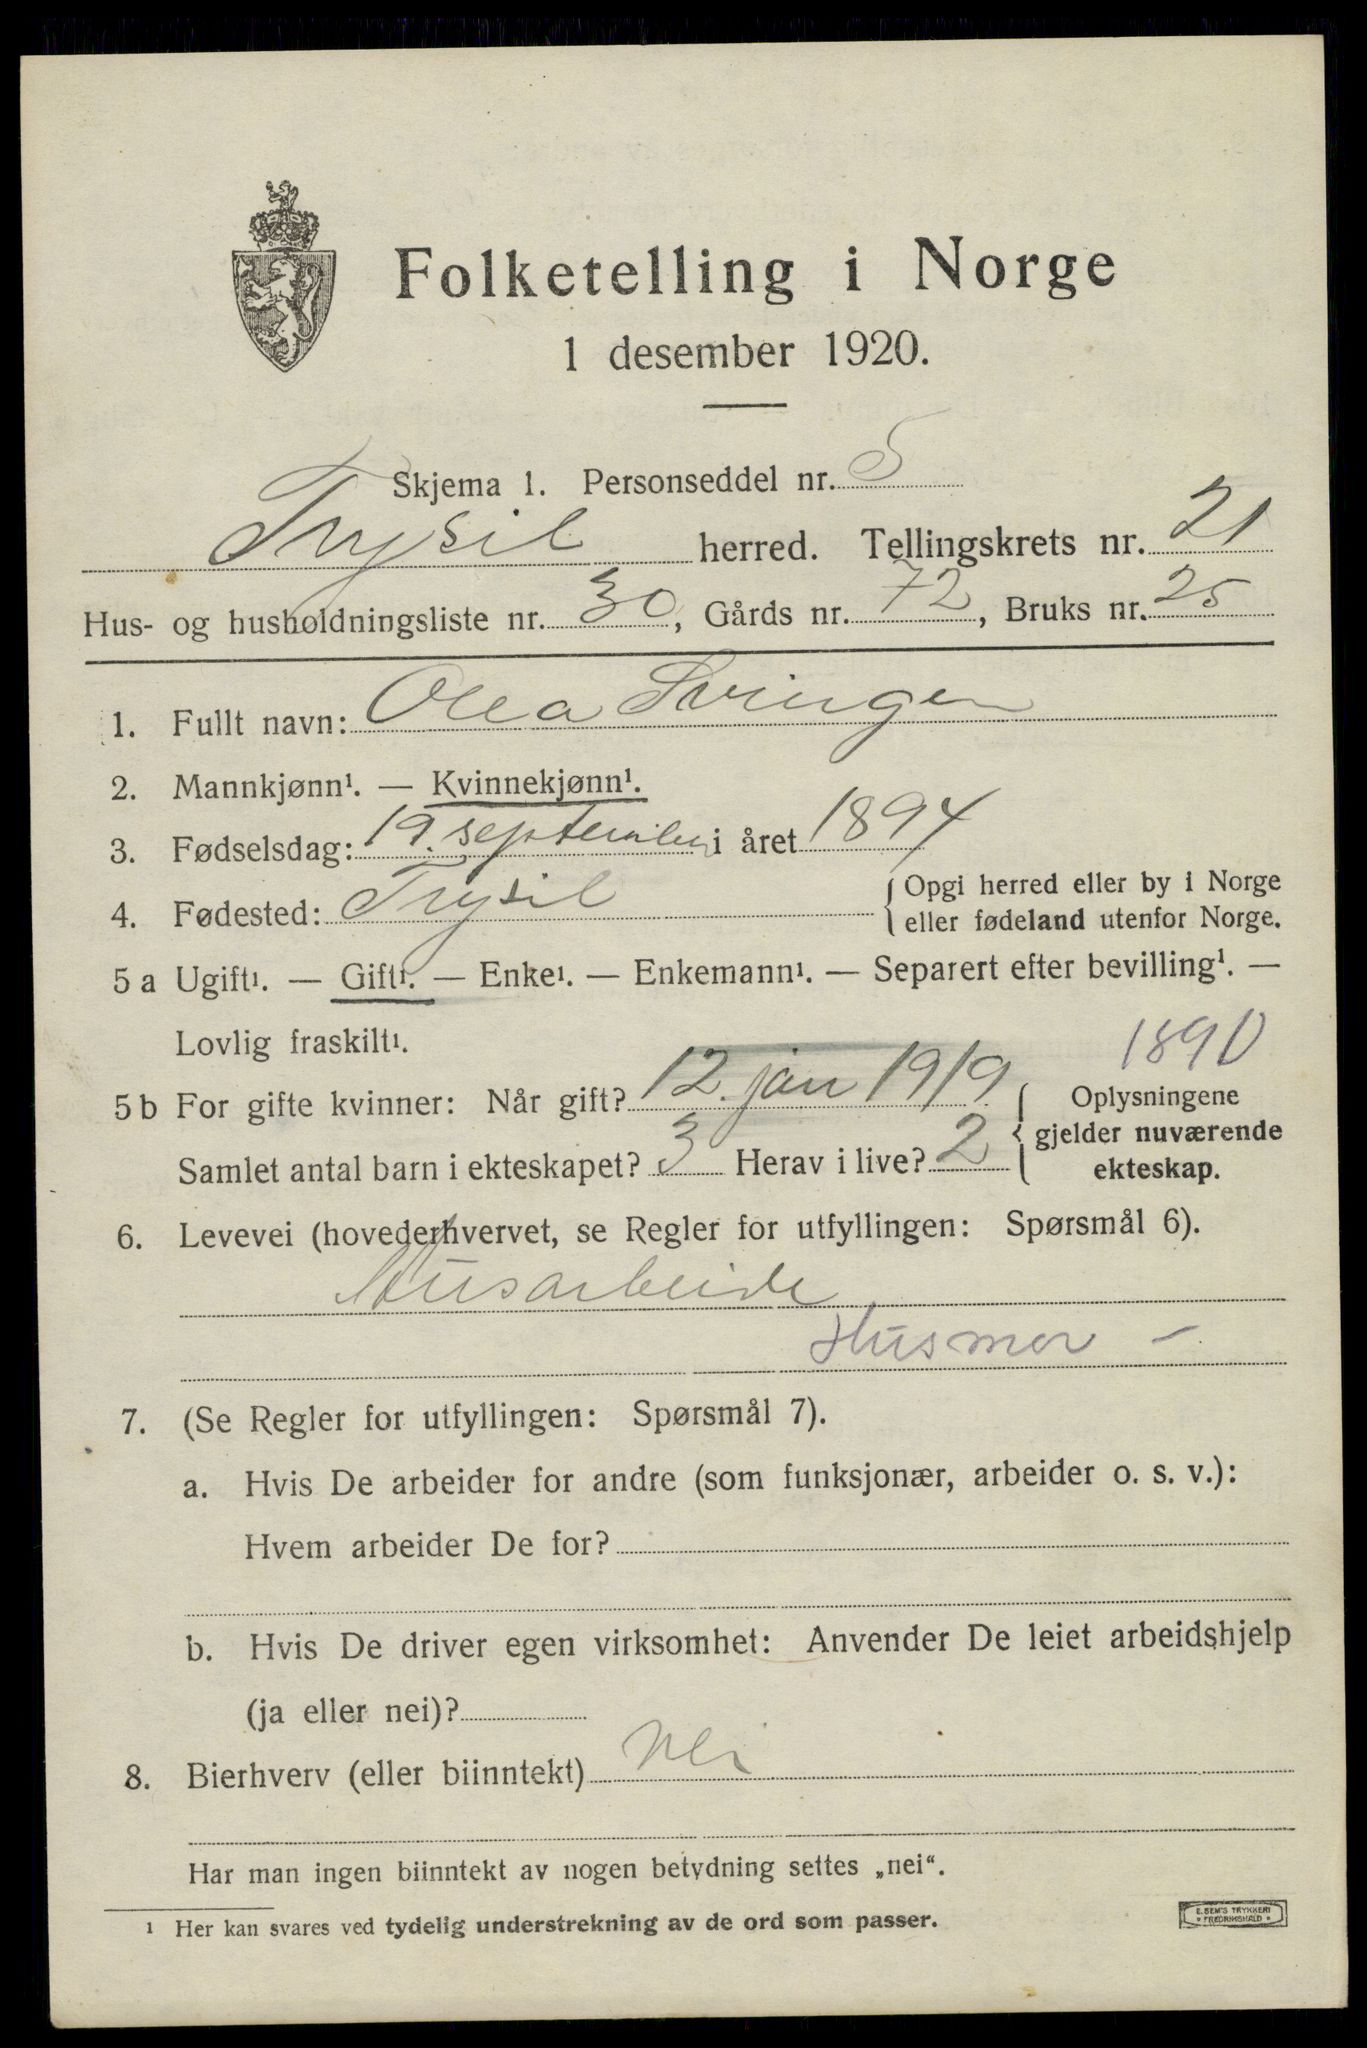 Folketelling i Norge
1 desember 1920.
Skjema 1. Personseddel nr. 5
Trysil herred. Tellingskrets nr. 21
Hus- og husholdningsliste nr. 30, Gårds nr. 72, Bruks nr. 25
1. Fullt navn: Olea Svingen
2. Mannkjønn¹. — Kvinnekjønn¹.
3. Fødselsdag: 19. september i året 1894
4. Fødested: Trysil {Opgi herred eller by i Norge
eller fødeland utenfor Norge.
5 a Ugift¹. — Gift¹. — Enke¹. — Enkemann¹. — Separert efter bevilling¹. —
Lovlig fraskilt¹.
5 b For gifte kvinner: Når gift? 12. jan 1919. {Oplysningene
gjelder nuværende
ekteskap.
Samlet antal barn i ekteskapet? 3 Herav i live? 2
6. Levevei (hovederhvervet, se Regler for utfyllingen: Spørsmål 6).
Husarbeide
Husmor —
7. (Se Regler for utfyllingen: Spørsmål 7).
a. Hvis De arbeider for andre (som funksjonær, arbeider o. s. v.):
Hvem arbeider De for?
b. Hvis De driver egen virksomhet: Anvender De leiet arbeidshjelp
(ja eller nei)?
8. Bierhverv (eller biinntekt) Nei
Har man ingen biinntekt av nogen betydning settes „nei“.
¹ Her kan svares ved tydelig understrekning av de ord som passer.
E. SEM'S TRYKKERI
* FREDRIKSHALD *